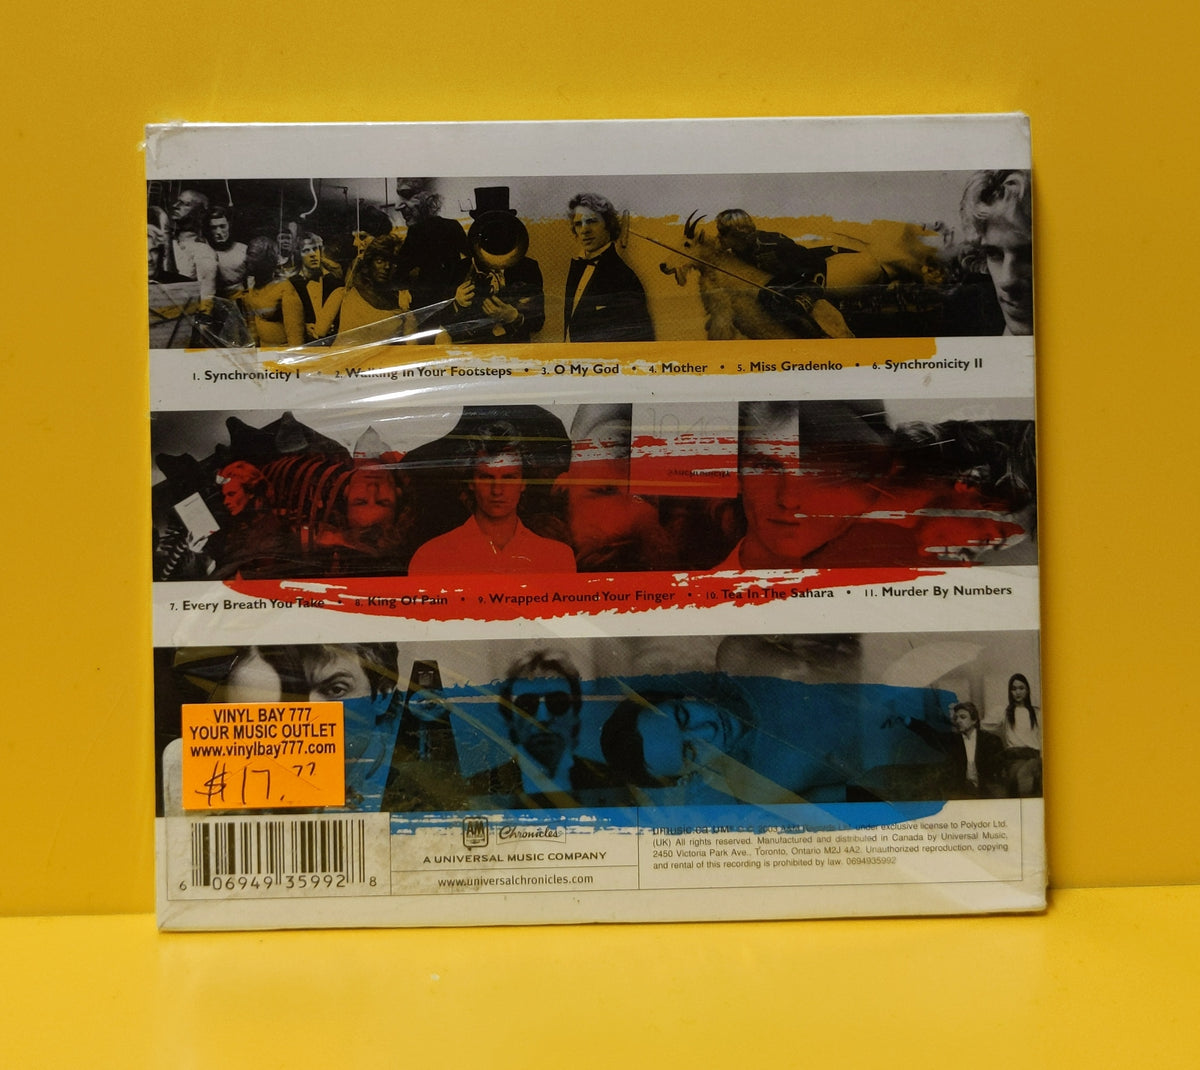 1. Synchronicity I • 2. Walking In Your Footsteps • 3. O My God • 4. Mother • 5. Miss Gradenko • 6. Synchronicity II
7. Every Breath You Take • 8. King Of Pain • 9. Wrapped Around Your Finger • 10. Tea In The Sahara • 11. Murder By Numbers
VINYL BAY 777
YOUR MUSIC OUTLET
www.vinylbay777.com
$17.77
6 06949 35992 8
A&M Chronicles
A UNIVERSAL MUSIC COMPANY
www.universalchronicles.com
under exclusive license to Polydor Ltd.
(UK) All rights reserved. Manufactured and distributed in Canada by Universal Music,
2450 Victoria Park Ave., Toronto, Ontario M2J 4A2. Unauthorized reproduction, copying
and rental of this recording is prohibited by law. 0694935992